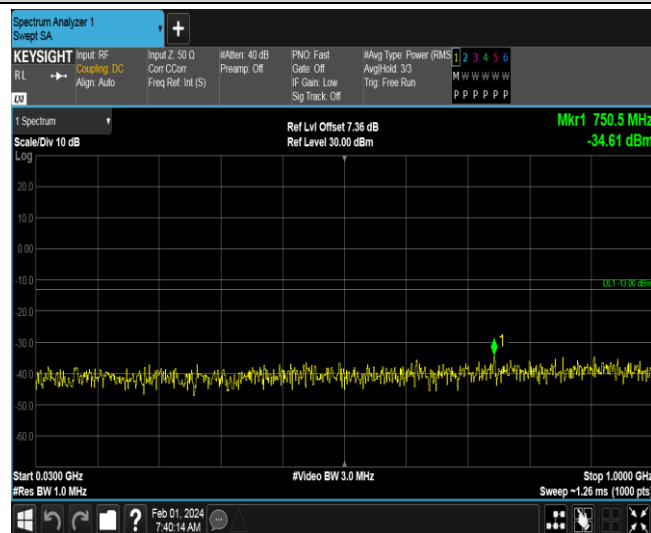 Spectrum Analyzer 1
Swept SA
+
KEYSIGHT Input: RF Input Z: 50 Ω #Atten: 40 dB PNO: Fast #Avg Type: Power (RMS 1 2 3 4 5 6
RL Coupling: DC Corr CCorr Preamp: Off Gate: Off Avg|Hold: 3/3 M W W W W W
Align: Auto Freq Ref: Int (S) IF Gain: Low Trig: Free Run
Sig Track: Off P P P P P P
1 Spectrum Ref Lvl Offset 7.36 dB Mkr1 750.5 MHz
Scale/Div 10 dB Ref Level 30.00 dBm -34.61 dBm
Log
20.0
10.0
0.00
-10.0
DL1 -13.00 dBm
-20.0
-30.0
1
-40.0
-50.0
-60.0
Start 0.0300 GHz #Video BW 3.0 MHz Stop 1.0000 GHz
#Res BW 1.0 MHz Sweep ~1.26 ms (1000 pts)
? Feb 01, 2024
7:40:14 AM